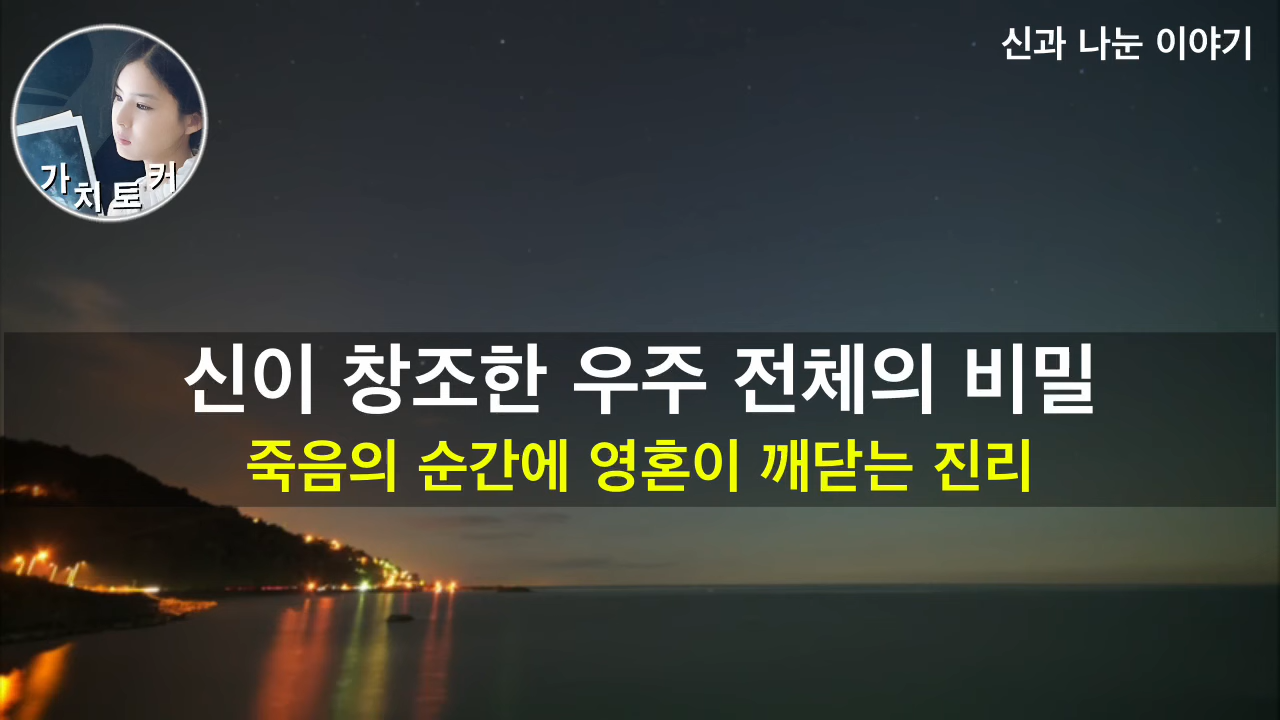 신과 나눈 이야기
가치토커
신이 창조한 우주 전체의 비밀
죽음의 순간에 영혼이 깨닫는 진리